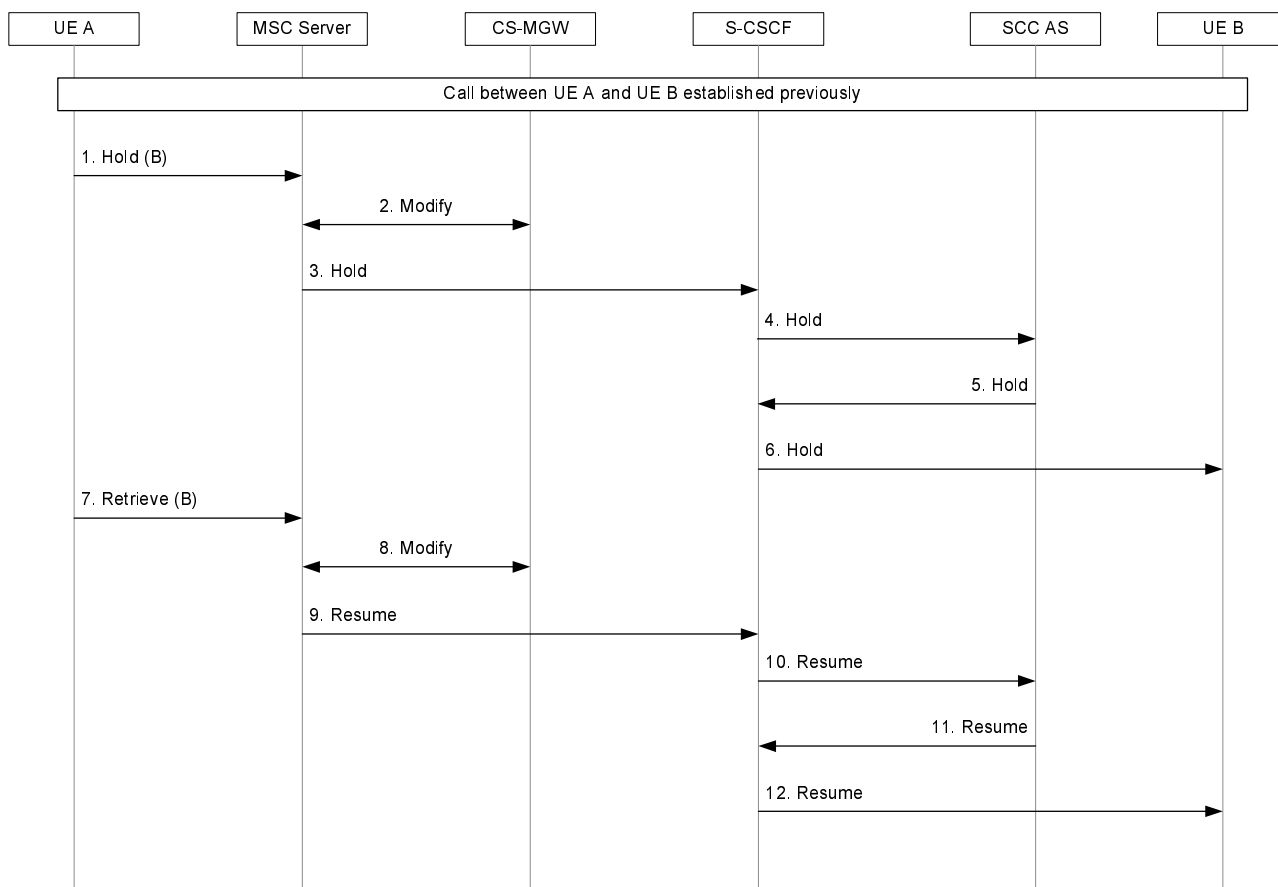 UE A
MSC Server
CS-MGW
S-CSCF
SCC AS
UE B
Call between UE A and UE B established previously
1. Hold (B)
2. Modify
3. Hold
4. Hold
5. Hold
6. Hold
7. Retrieve (B)
8. Modify
9. Resume
10. Resume
11. Resume
12. Resume